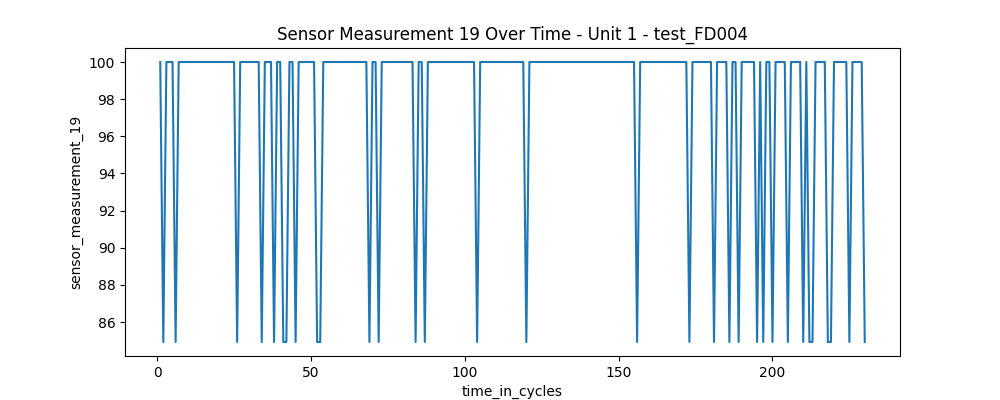 Sensor Measurement 19 Over Time - Unit 1 - test_FD004
100
98
96
94
92
90
88
86
sensor_measurement_19
0 50 100 150 200
time_in_cycles